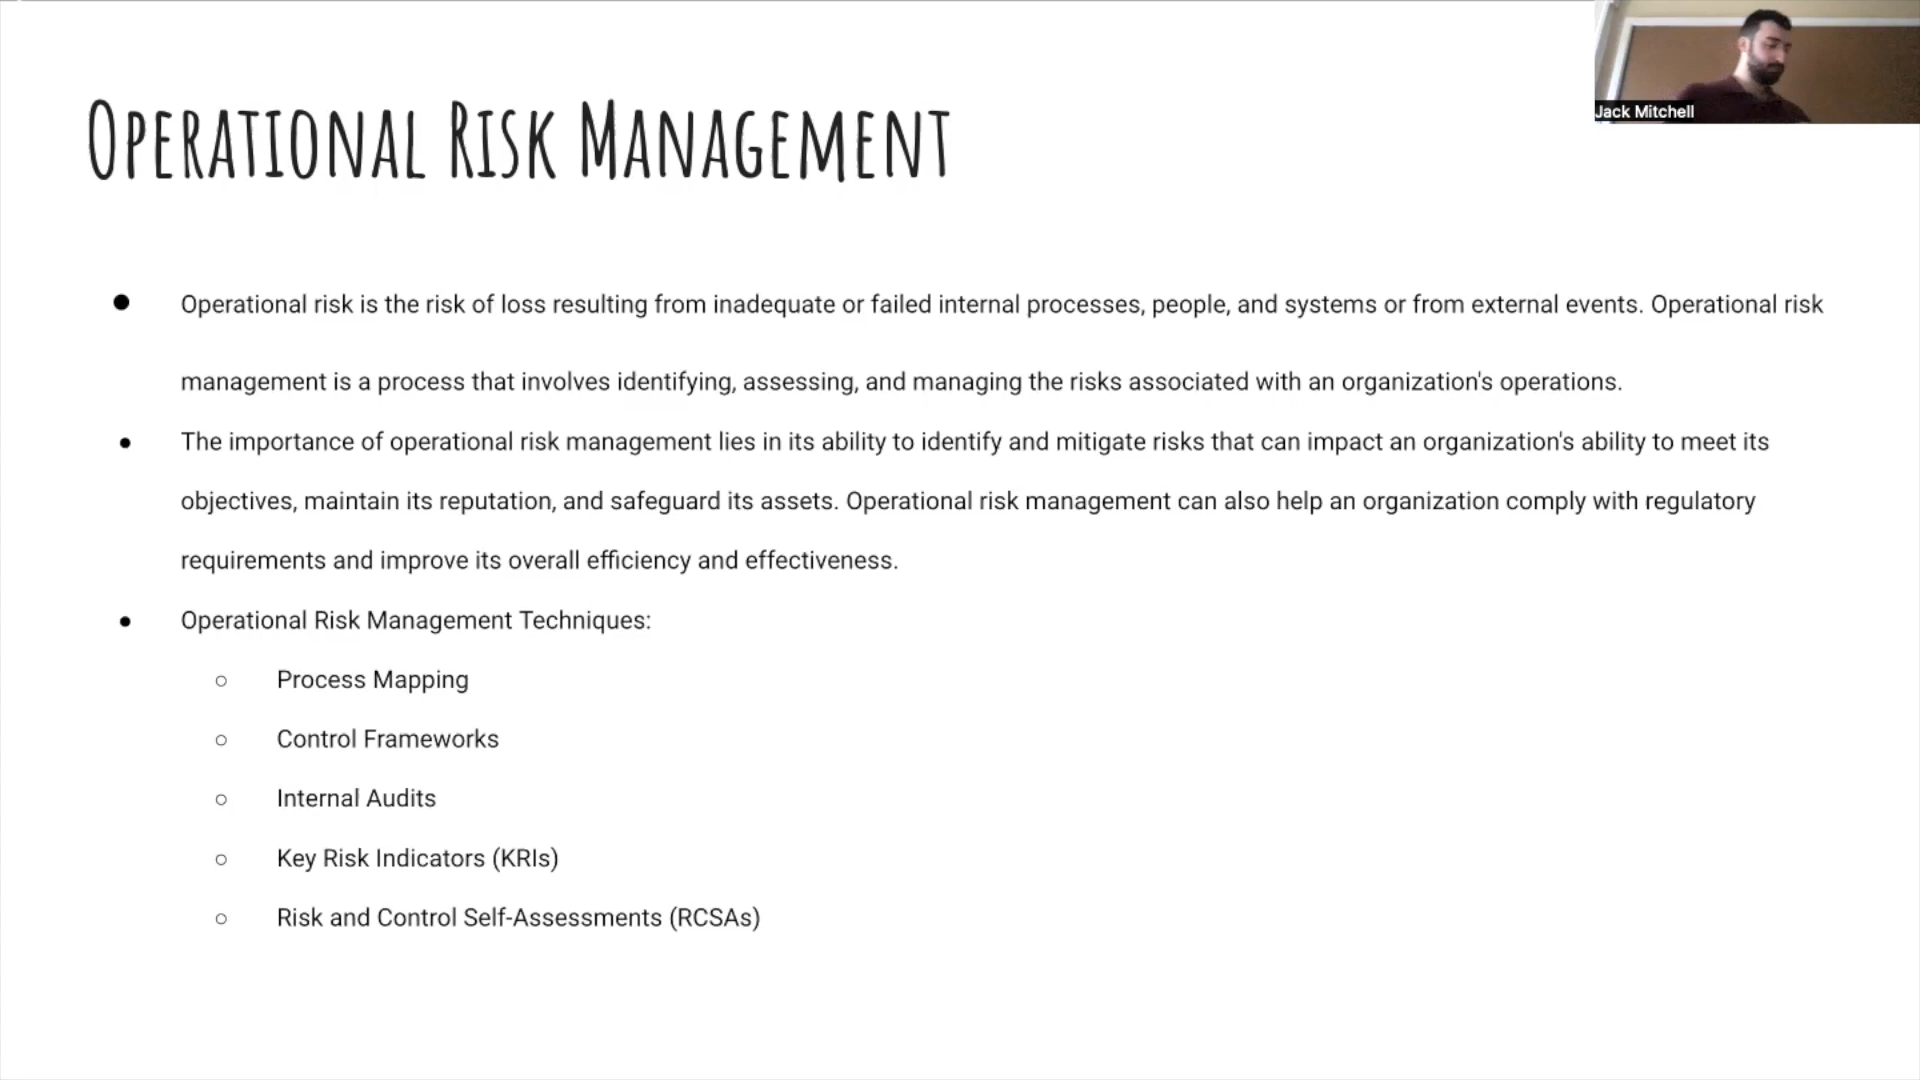 Jack Mitchell
OPERATIONAL RISK MANAGEMENT
● Operational risk is the risk of loss resulting from inadequate or failed internal processes, people, and systems or from external events. Operational risk
management is a process that involves identifying, assessing, and managing the risks associated with an organization's operations.
● The importance of operational risk management lies in its ability to identify and mitigate risks that can impact an organization's ability to meet its
objectives, maintain its reputation, and safeguard its assets. Operational risk management can also help an organization comply with regulatory
requirements and improve its overall efficiency and effectiveness.
● Operational Risk Management Techniques:
○ Process Mapping
○ Control Frameworks
○ Internal Audits
○ Key Risk Indicators (KRIs)
○ Risk and Control Self-Assessments (RCSAs)